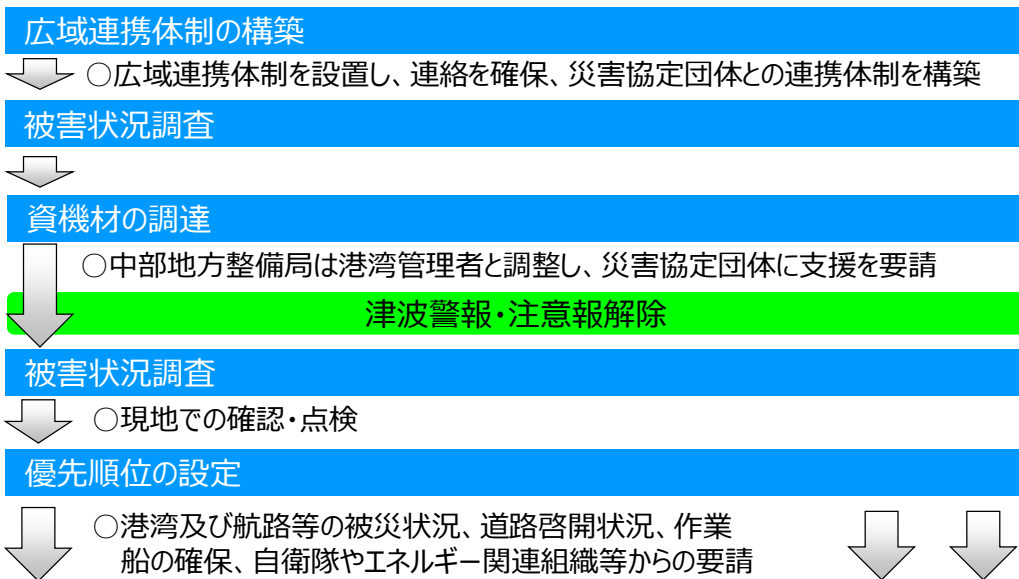 広域連携体制の構築
○広域連携体制を設置し、連絡を確保、災害協定団体との連携体制を構築
被害状況調査
資機材の調達
○中部地方整備局は港湾管理者と調整し、災害協定団体に支援を要請
津波警報・注意報解除
被害状況調査
○現地での確認・点検
優先順位の設定
○港湾及び航路等の被災状況、道路啓開状況、作業
船の確保、自衛隊やエネルギー関連組織等からの要請